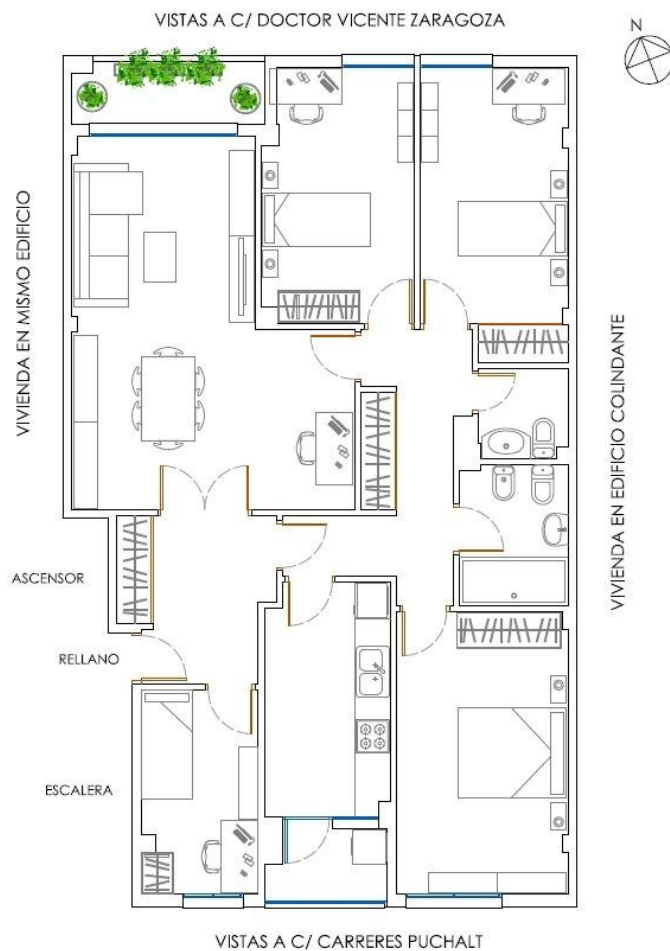 VISTAS A C/ DOCTOR VICENTE ZARAGOZA
N
VIVIENDA EN MISMO EDIFICIO
VIVIENDA EN EDIFICIO COLINDANTE
ASCENSOR
RELLANO
ESCALERA
VISTAS A C/ CARRERES PUCHALT